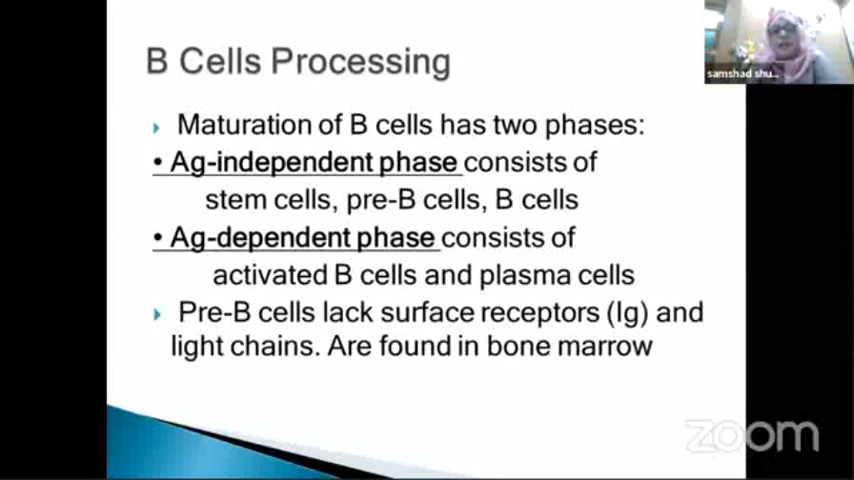 B Cells Processing
samshad shu...
Maturation of B cells has two phases:
• Ag-independent phase consists of
stem cells, pre-B cells, B cells
• Ag-dependent phase consists of
activated B cells and plasma cells
Pre-B cells lack surface receptors (Ig) and
light chains. Are found in bone marrow
zoom